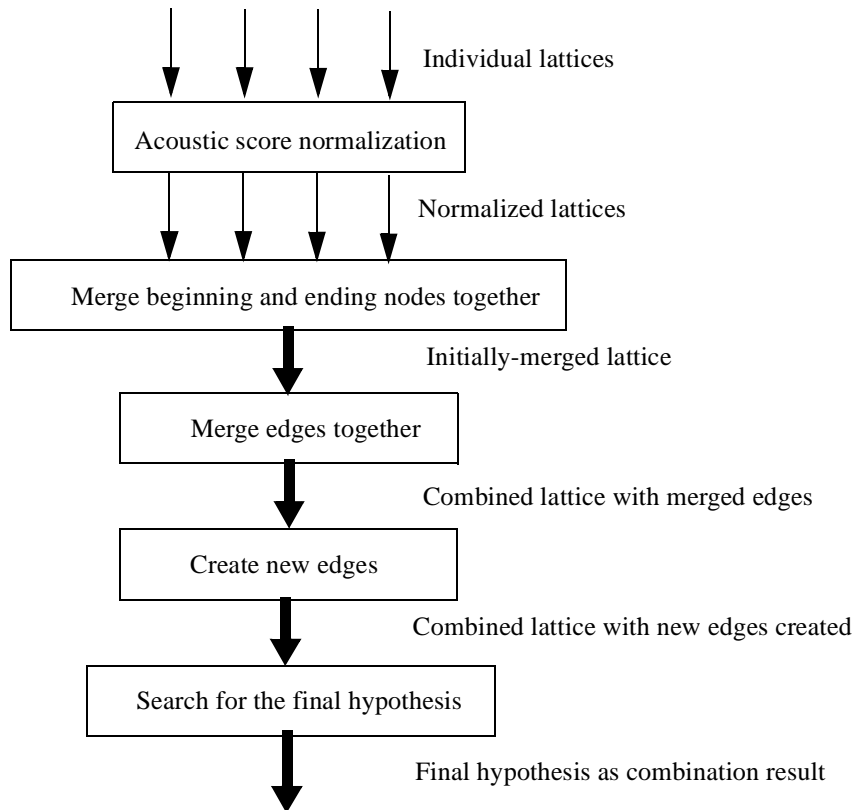 Individual lattices
Acoustic score normalization
Normalized lattices
Merge beginning and ending nodes together
Initially-merged lattice
Merge edges together
Combined lattice with merged edges
Create new edges
Combined lattice with new edges created
Search for the final hypothesis
Final hypothesis as combination result